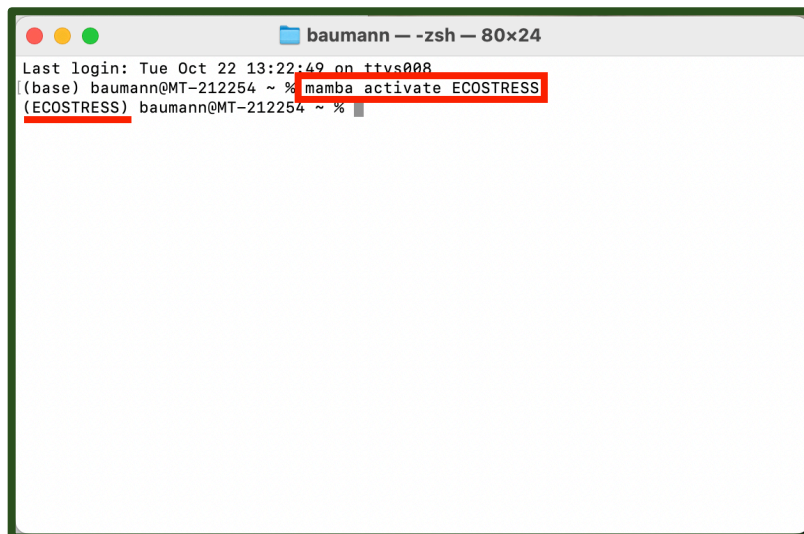 baumann — -zsh — 80×24
Last login: Tue Oct 22 13:22:49 on ttys008
[(base) baumann@MT-212254 ~ % mamba activate ECOSTRESS
(ECOSTRESS) baumann@MT-212254 ~ %